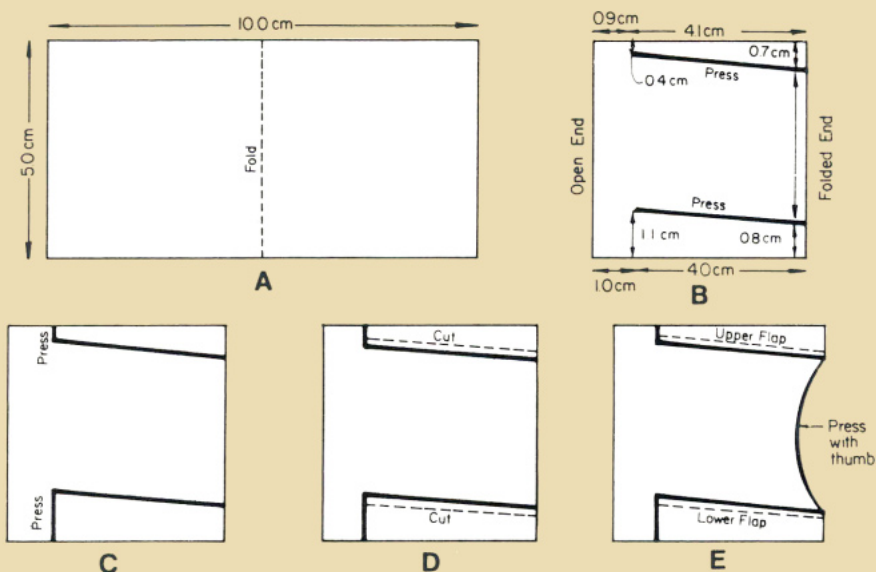 10.0 cm
5.0 cm
Fold
A
0.9 cm
4.1 cm
0.7 cm
0.4 cm
Press
Open End
Folded End
Press
1.1 cm
0.8 cm
1.0 cm
4.0 cm
B
Press
Press
C
Cut
Cut
D
Upper Flap
Press
with
thumb
Lower Flap
E